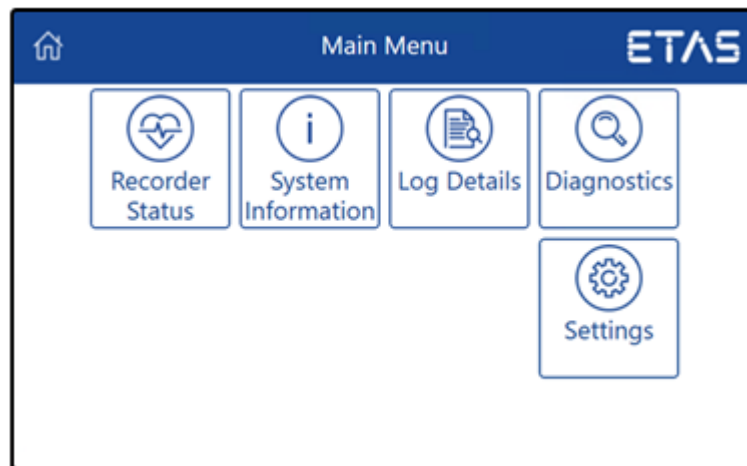 Main Menu
ETAS
Recorder
Status
System
Information
Log Details
Diagnostics
Settings